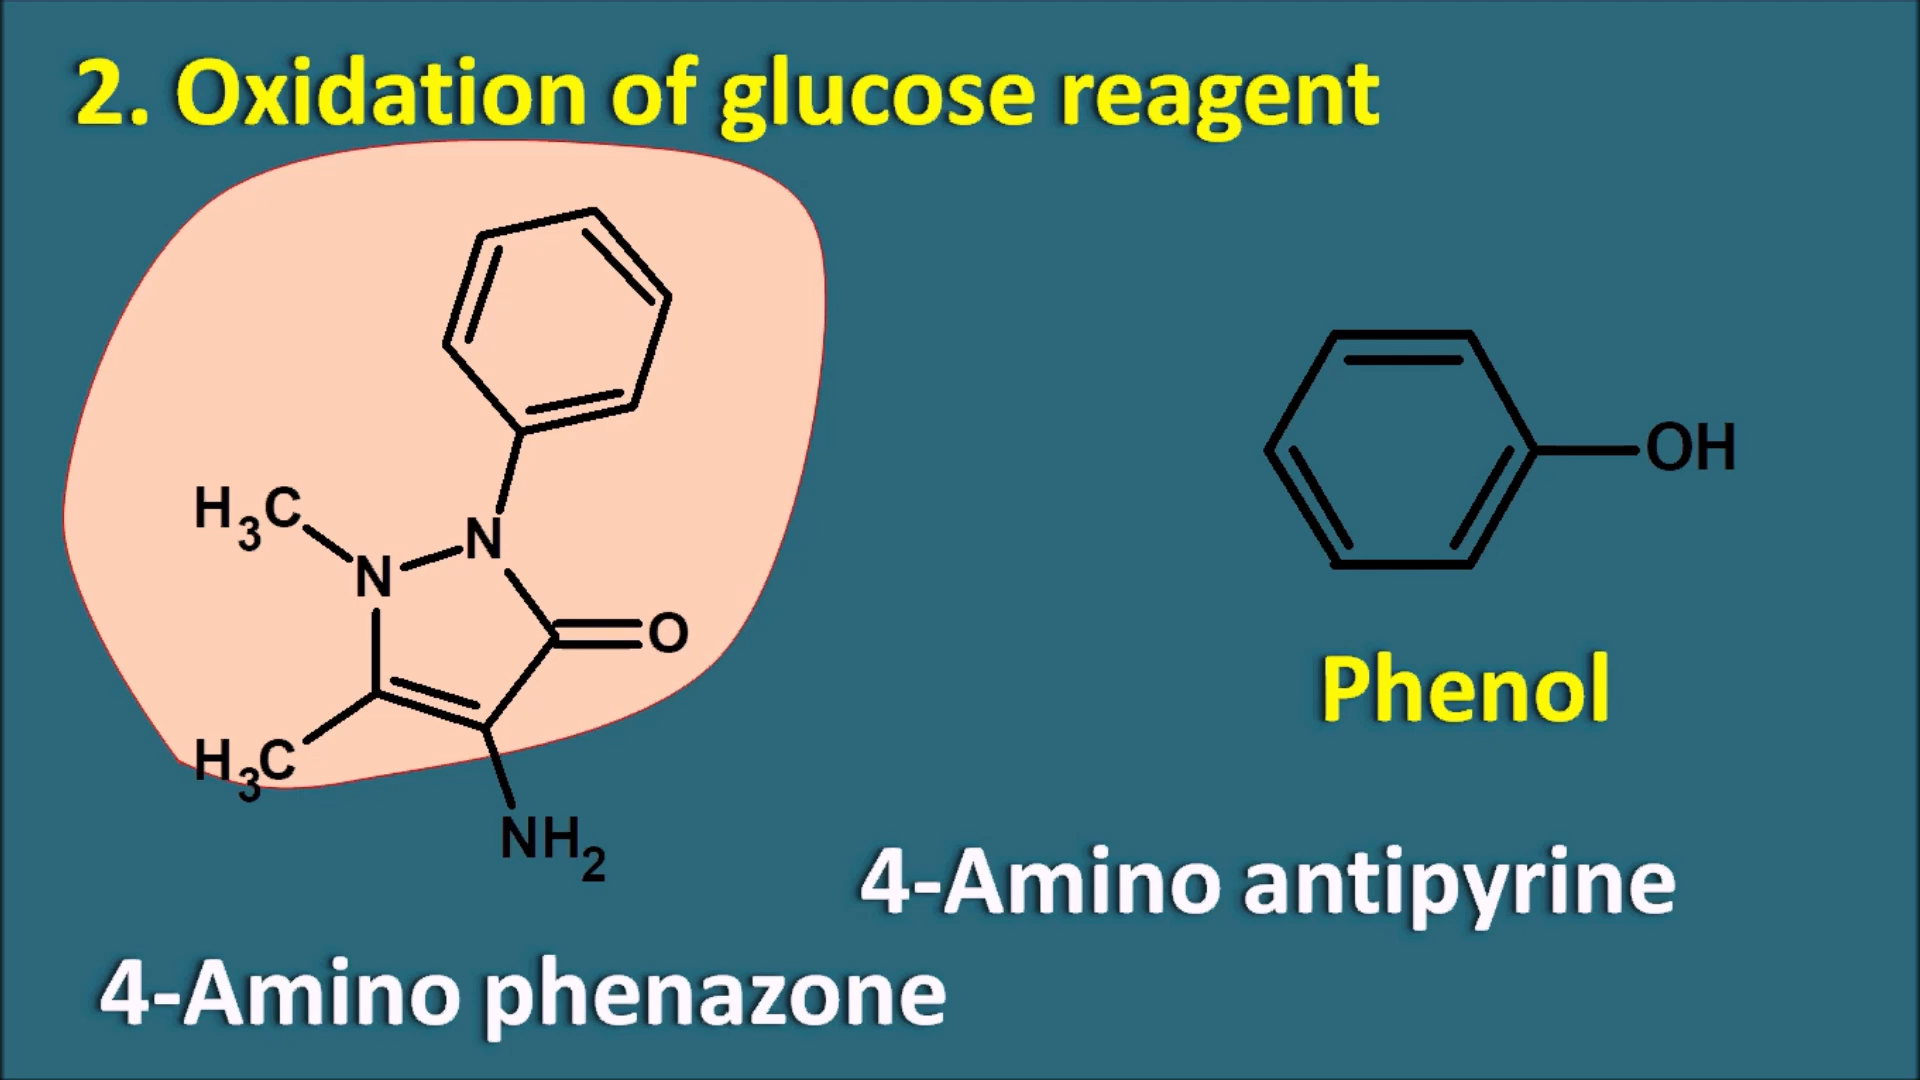 2. Oxidation of glucose reagent
H3C
N
N
O
H3C
NH2
OH
Phenol
4-Amino antipyrine
4-Amino phenazone